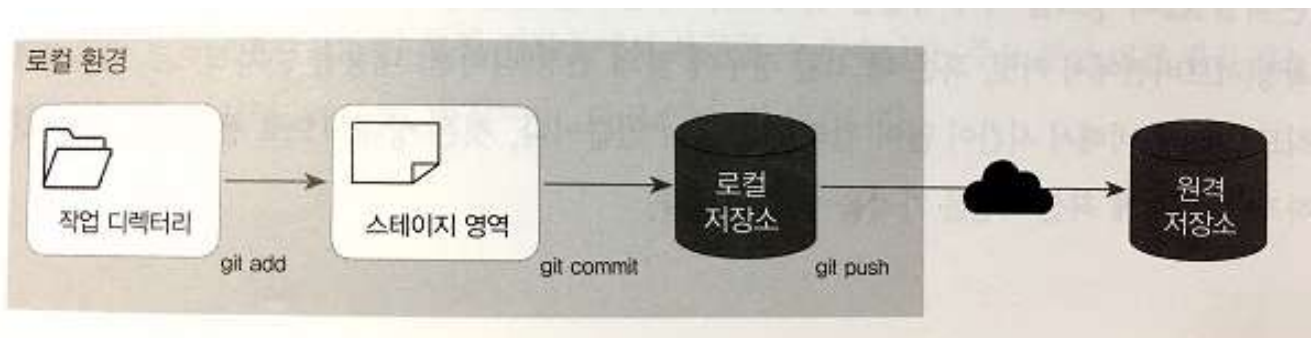 로컬 환경
작업 디렉터리
git add
스테이지 영역
git commit
로컬
저장소
git push
원격
저장소